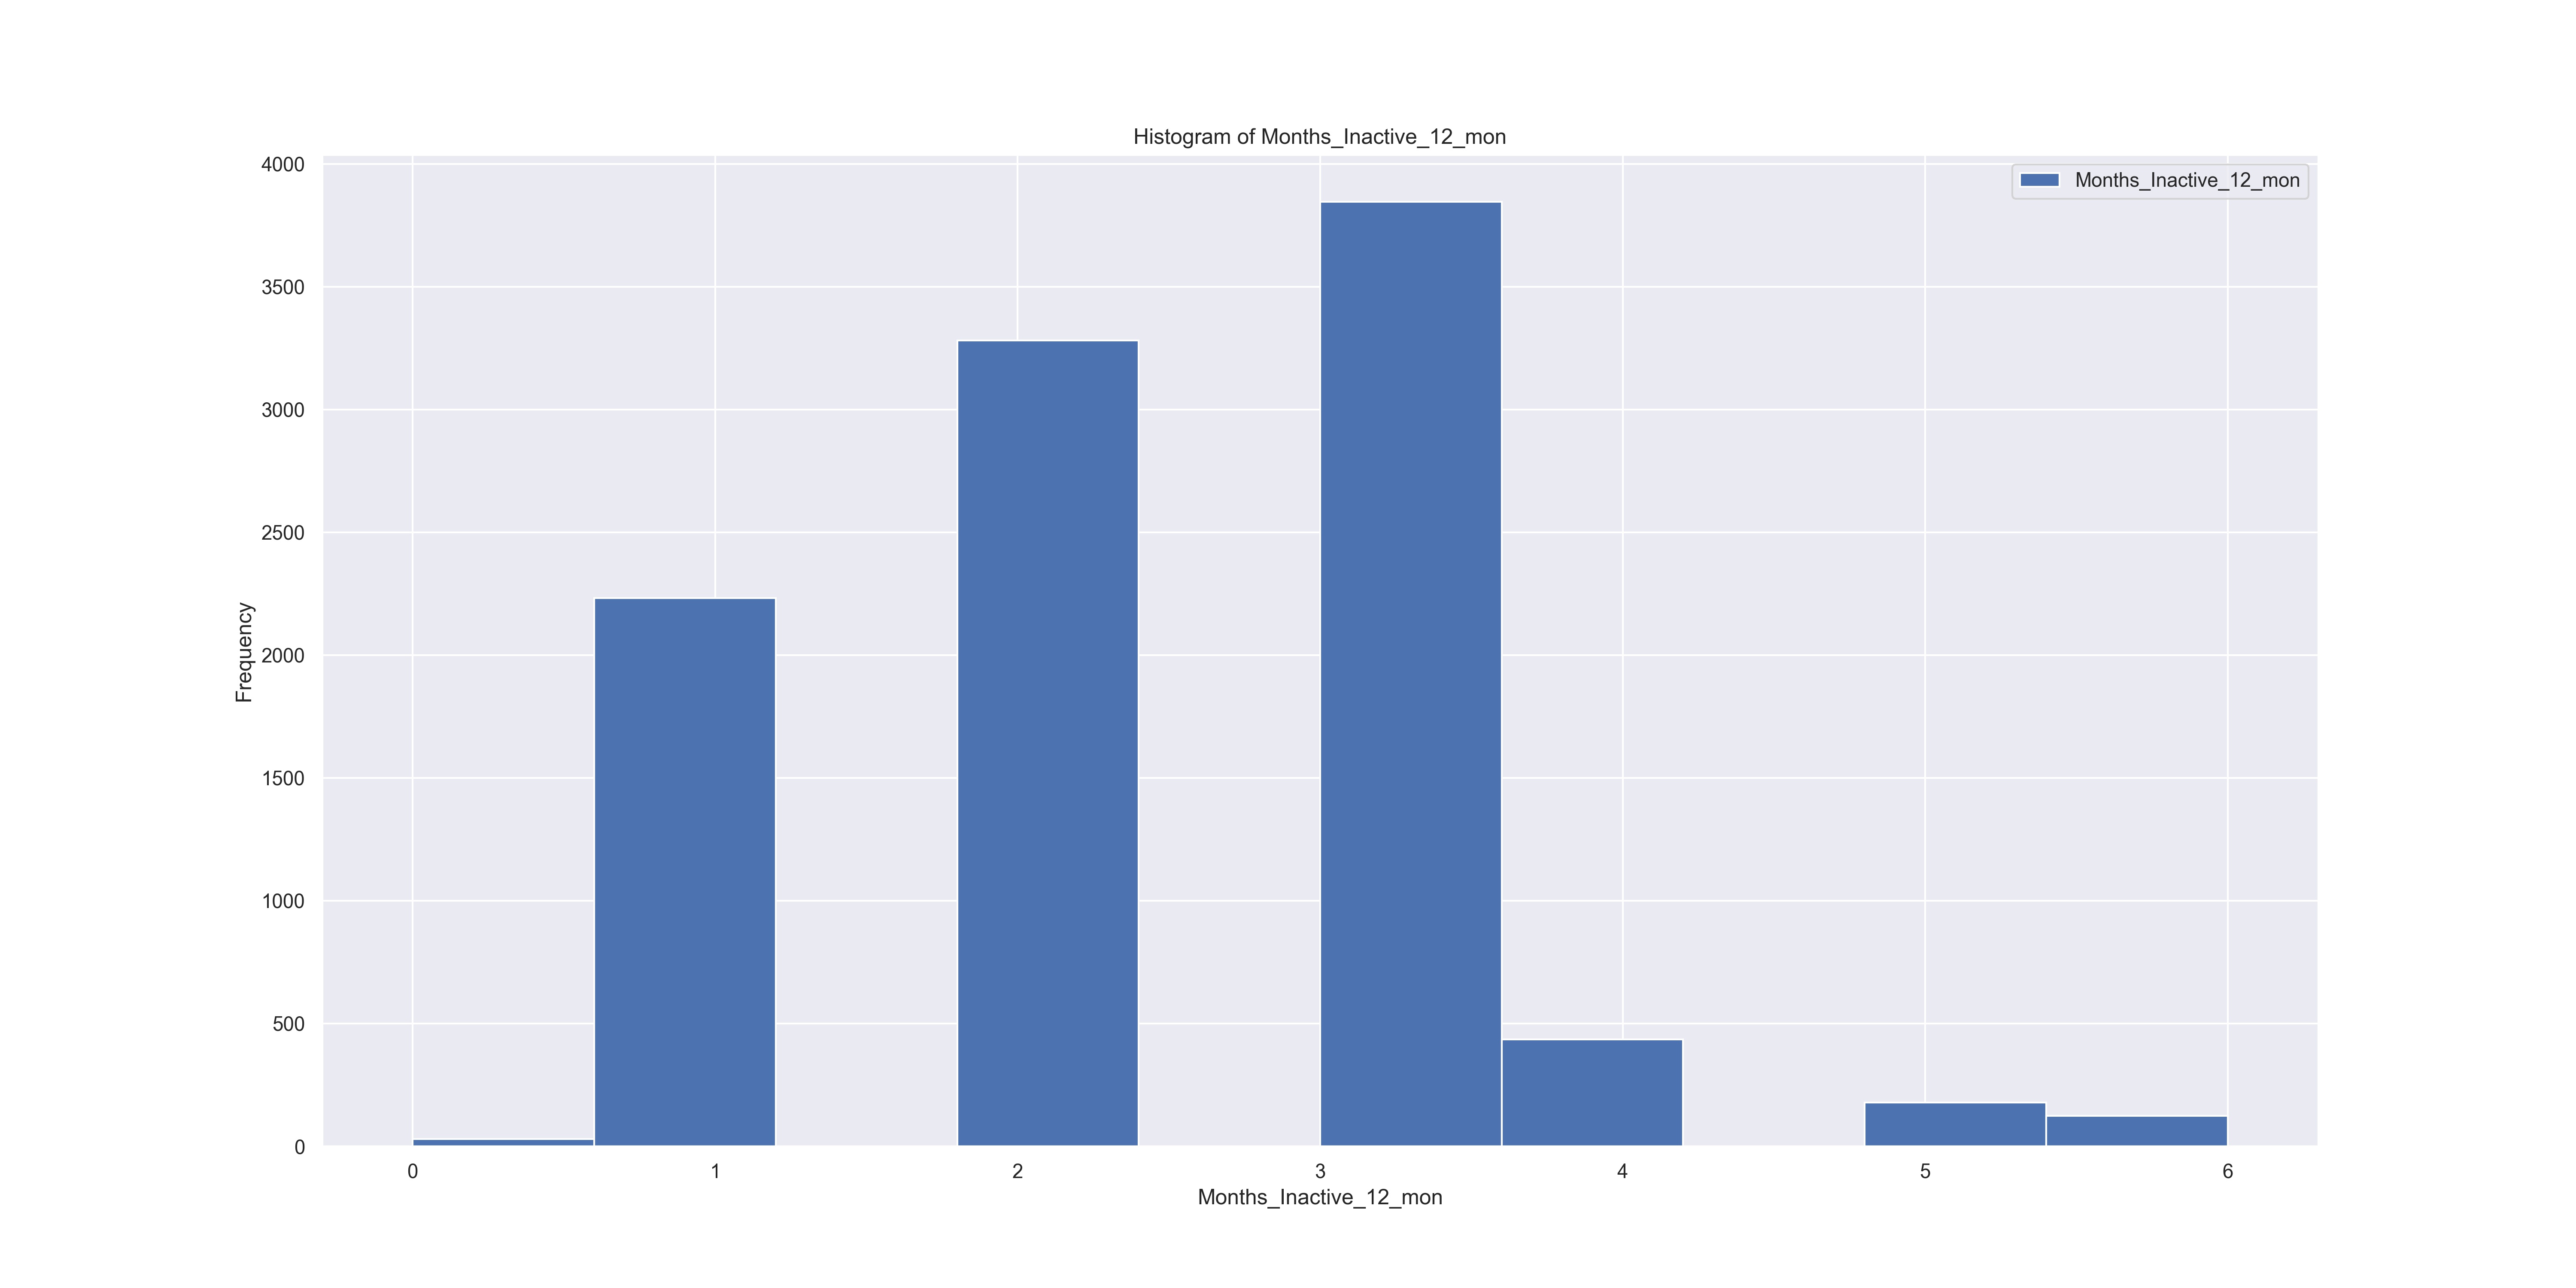 Histogram of Months_Inactive_12_mon
Months_Inactive_12_mon
4000
3500
3000
2500
2000
1500
1000
500
0
Frequency
0 1 2 3 4 5 6
Months_Inactive_12_mon